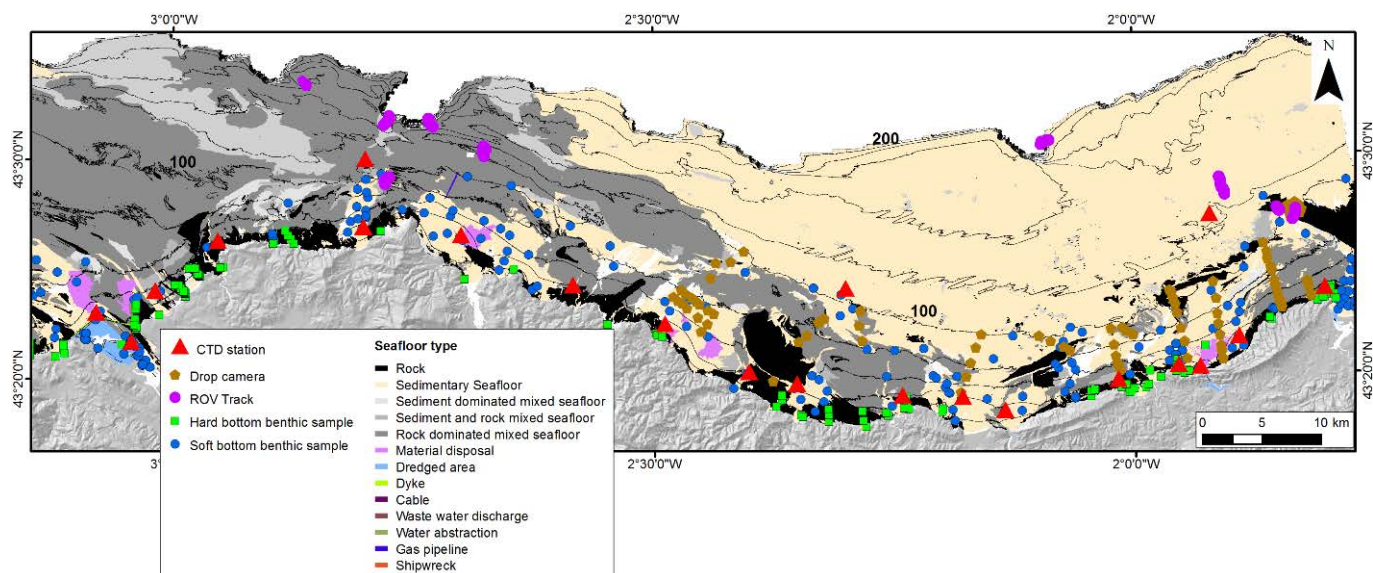 3°0'0"W
2°30'0"W
2°0'0"W
N
200
43°30'0"N
100
43°30'0"N
100
43°20'0"N
43°20'0"N
CTD station
Drop camera
ROV Track
Hard bottom benthic sample
Soft bottom benthic sample
Seafloor type
Rock
Sedimentary Seafloor
Sediment dominated mixed seafloor
Sediment and rock mixed seafloor
Rock dominated mixed seafloor
Material disposal
Dredged area
Dyke
Cable
Waste water discharge
Water abstraction
Gas pipeline
Shipwreck
0 5 10 km
2°30'0"W
2°0'0"W